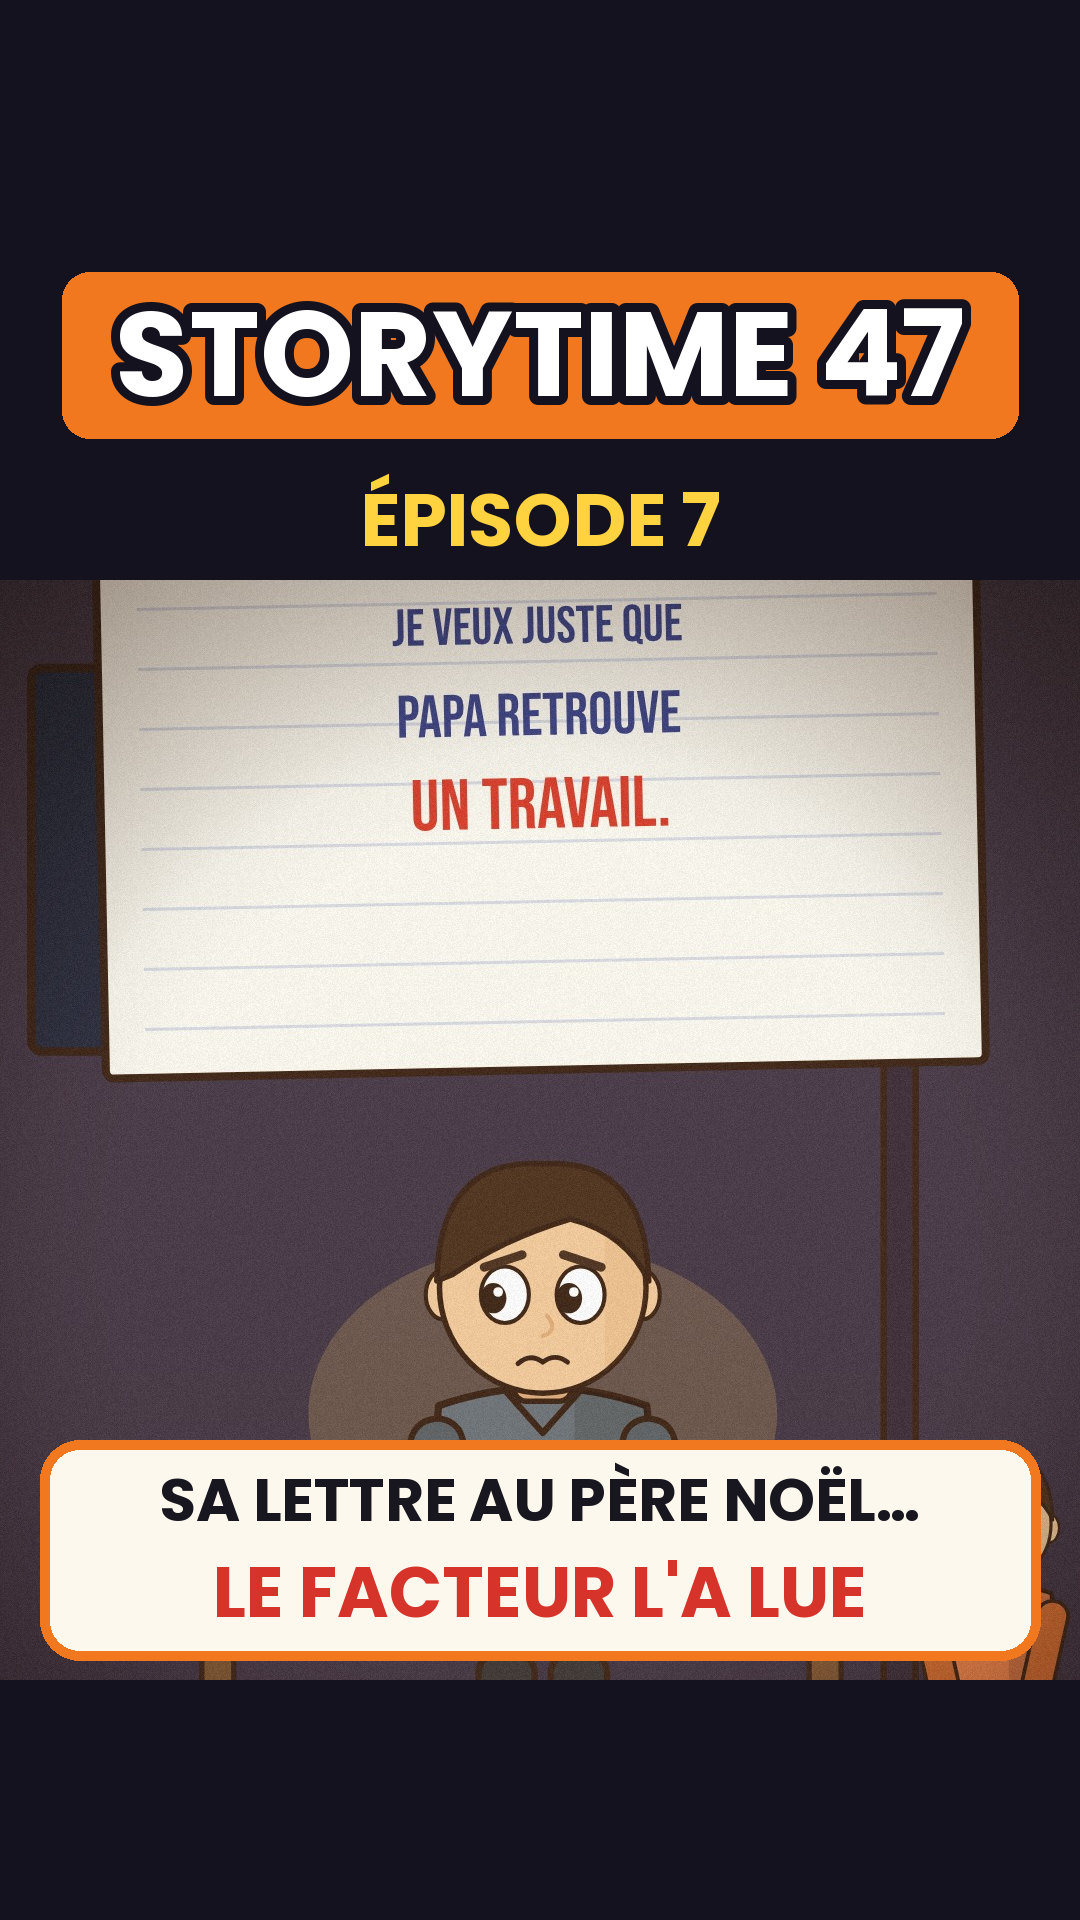 STORYTIME 47
ÉPISODE 7
JE VEUX JUSTE QUE
PAPA RETROUVE
UN TRAVAIL.
SA LETTRE AU PÈRE NOËL...
LE FACTEUR L'A LUE